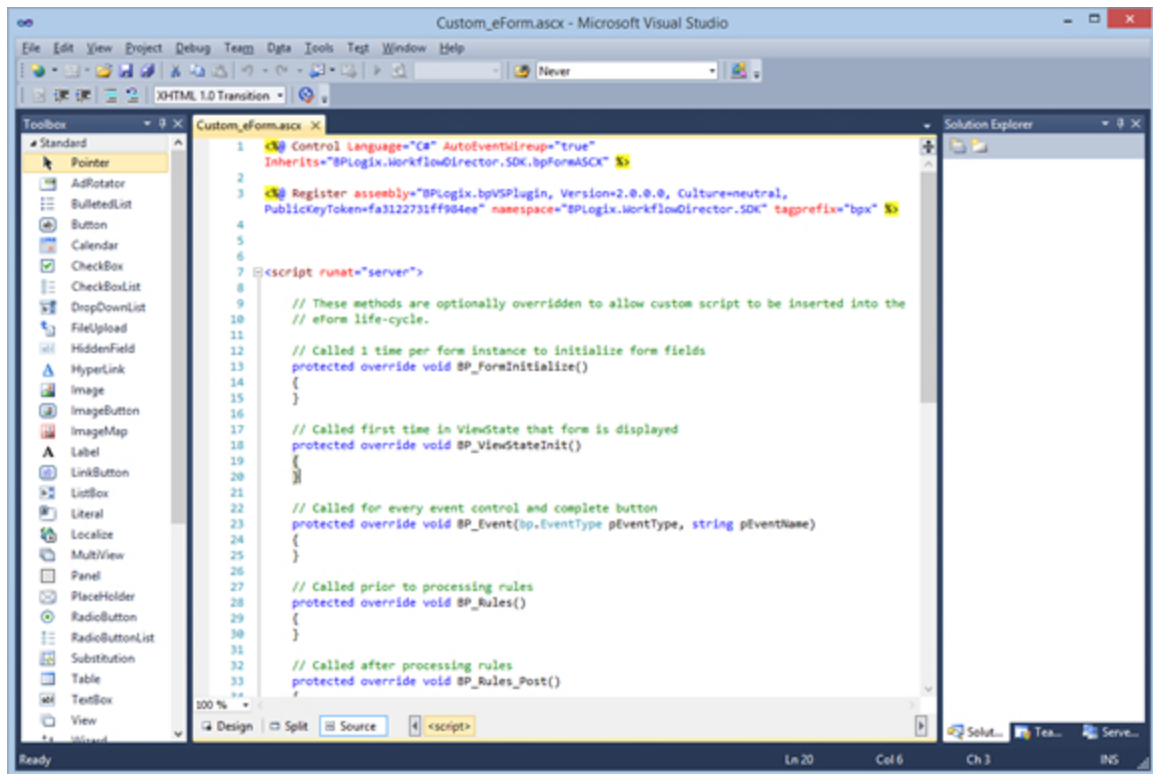 Custom_eForm.ascx - Microsoft Visual Studio
File Edit View Project Debug Team Data Tools Test Window Help
Never
XHTML 1.0 Transition
Toolbox
Standard
Pointer
AdRotator
BulletedList
Button
Calendar
CheckBox
CheckBoxList
DropDownList
FileUpload
HiddenField
HyperLink
Image
ImageButton
ImageMap
Label
LinkButton
ListBox
Literal
Localize
MultiView
Panel
PlaceHolder
RadioButton
RadioButtonList
Substitution
Table
TextBox
View
Wizard
Custom_eForm.ascx
1 <%@ Control Language="C#" AutoEventWireup="true"
Inherits="BPLogix.WorkflowDirector.SDK.bpFormASCX" %>
2
3 <%@ Register assembly="BPLogix.bpVSPlugin, Version=2.0.0.0, Culture=neutral,
PublicKeyToken=fa3122731ff984ee" namespace="BPLogix.WorkflowDirector.SDK" tagprefix="bpx" %>
4
5
6
7 <script runat="server">
8
9 // These methods are optionally overridden to allow custom script to be inserted into the
10 // eForm life-cycle.
11
12 // Called 1 time per form instance to initialize form fields
13 protected override void BP_FormInitialize()
14 {
15 }
16
17 // Called first time in ViewState that form is displayed
18 protected override void BP_ViewStateInit()
19 {
20 }
21
22 // Called for every event control and complete button
23 protected override void BP_Event(bp.EventType pEventType, string pEventName)
24 {
25 }
26
27 // Called prior to processing rules
28 protected override void BP_Rules()
29 {
30 }
31
32 // Called after processing rules
33 protected override void BP_Rules_Post()
34 {
100 %
Design Split Source <script>
Solution Explorer
Solut... Tea... Serve...
Ready Ln 20 Col 6 Ch 3 INS